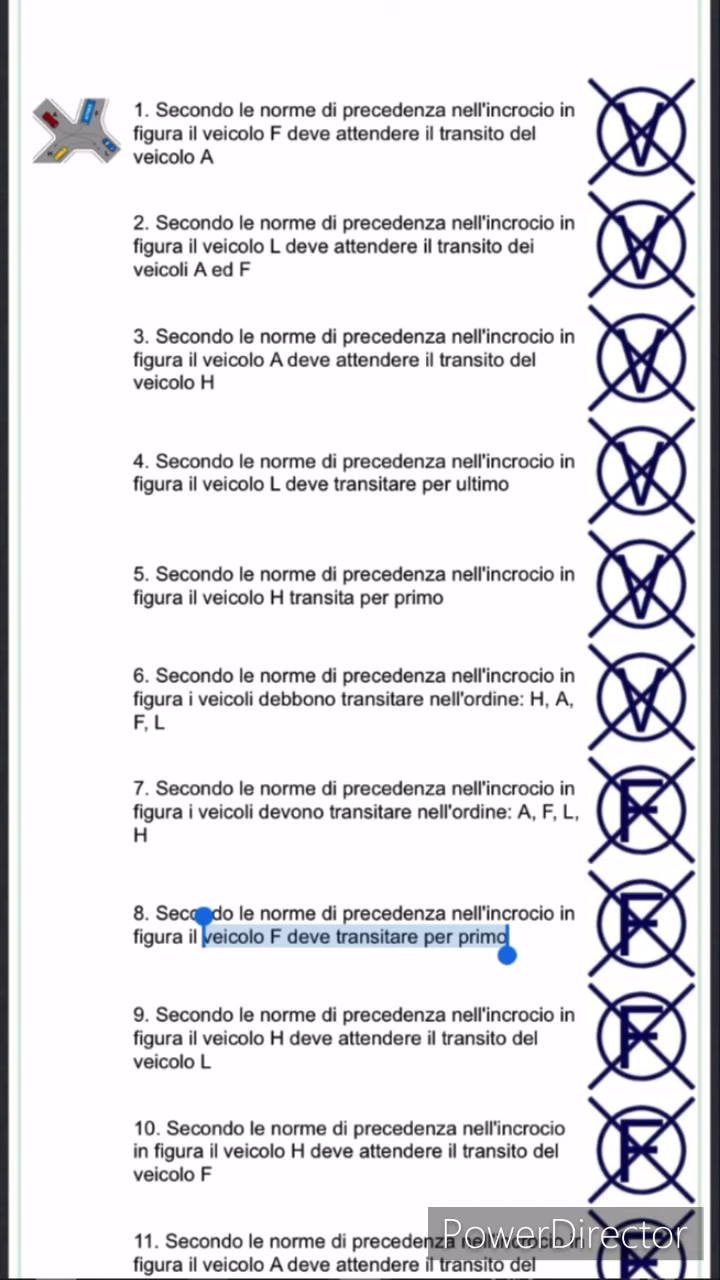 1. Secondo le norme di precedenza nell'incrocio in
figura il veicolo F deve attendere il transito del
veicolo A
V
2. Secondo le norme di precedenza nell'incrocio in
figura il veicolo L deve attendere il transito dei
veicoli A ed F
V
3. Secondo le norme di precedenza nell'incrocio in
figura il veicolo A deve attendere il transito del
veicolo H
V
4. Secondo le norme di precedenza nell'incrocio in
figura il veicolo L deve transitare per ultimo
V
5. Secondo le norme di precedenza nell'incrocio in
figura il veicolo H transita per primo
V
6. Secondo le norme di precedenza nell'incrocio in
figura i veicoli debbono transitare nell'ordine: H, A,
F, L
V
7. Secondo le norme di precedenza nell'incrocio in
figura i veicoli devono transitare nell'ordine: A, F, L,
H
F
8. Secondo le norme di precedenza nell'incrocio in
figura il veicolo F deve transitare per primo
F
9. Secondo le norme di precedenza nell'incrocio in
figura il veicolo H deve attendere il transito del
veicolo L
F
10. Secondo le norme di precedenza nell'incrocio
in figura il veicolo H deve attendere il transito del
veicolo F
F
11. Secondo le norme di precedenza nell'incrocio in
figura il veicolo A deve attendere il transito del
F
PowerDirector